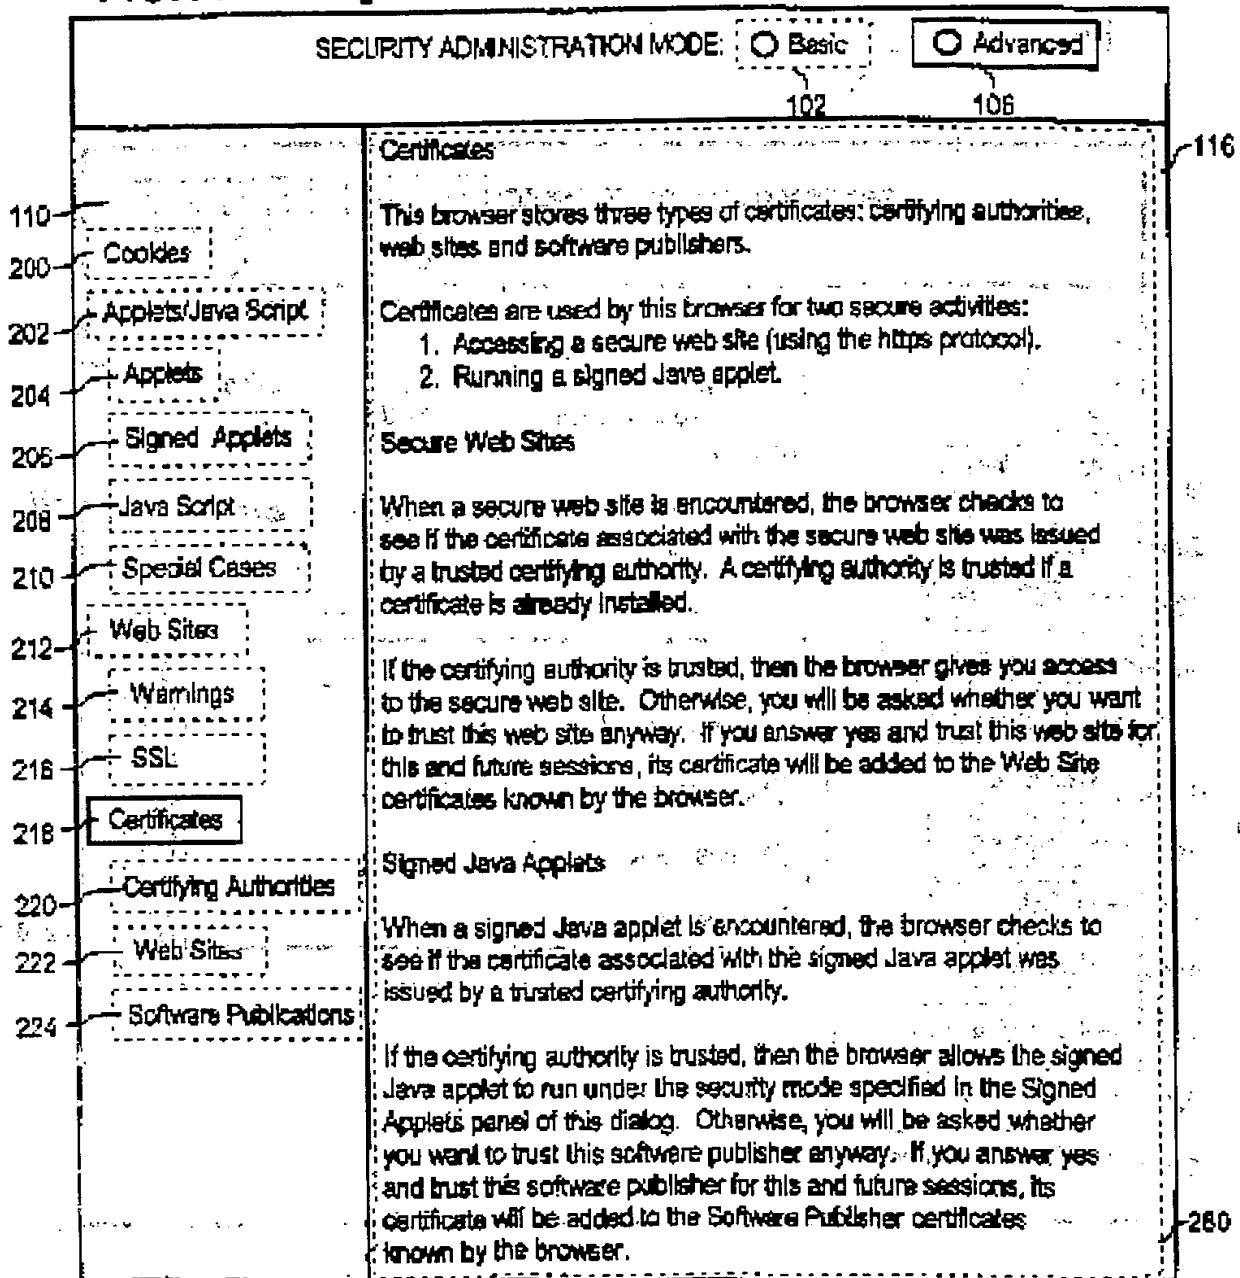 SECURITY ADMINISTRATION MODE: Basic Advanced
102 106
Certificates
116
This browser stores three types of certificates: certifying authorities,
web sites and software publishers.
110
Cookies
200
Applets/Java Script
202
Certificates are used by this browser for two secure activities:
1. Accessing a secure web site (using the https protocol).
2. Running a signed Java applet.
Applets
204
Signed Applets
206
Secure Web Sites
Java Script
208
Special Cases
210
When a secure web site is encountered, the browser checks to
see if the certificate associated with the secure web site was issued
by a trusted certifying authority. A certifying authority is trusted if a
certificate is already installed.
Web Sites
212
Warnings
214
SSL
216
If the certifying authority is trusted, then the browser gives you access
to the secure web site. Otherwise, you will be asked whether you want
to trust this web site anyway. If you answer yes and trust this web site for
this and future sessions, its certificate will be added to the Web Site
certificates known by the browser.
Certificates
218
Signed Java Applets
Certifying Authorities
220
Web Sites
222
Software Publications
224
When a signed Java applet is encountered, the browser checks to
see if the certificate associated with the signed Java applet was
issued by a trusted certifying authority.
If the certifying authority is trusted, then the browser allows the signed
Java applet to run under the security mode specified in the Signed
Applets panel of this dialog. Otherwise, you will be asked whether
you want to trust this software publisher anyway. If you answer yes
and trust this software publisher for this and future sessions, its
certificate will be added to the Software Publisher certificates
known by the browser.
260